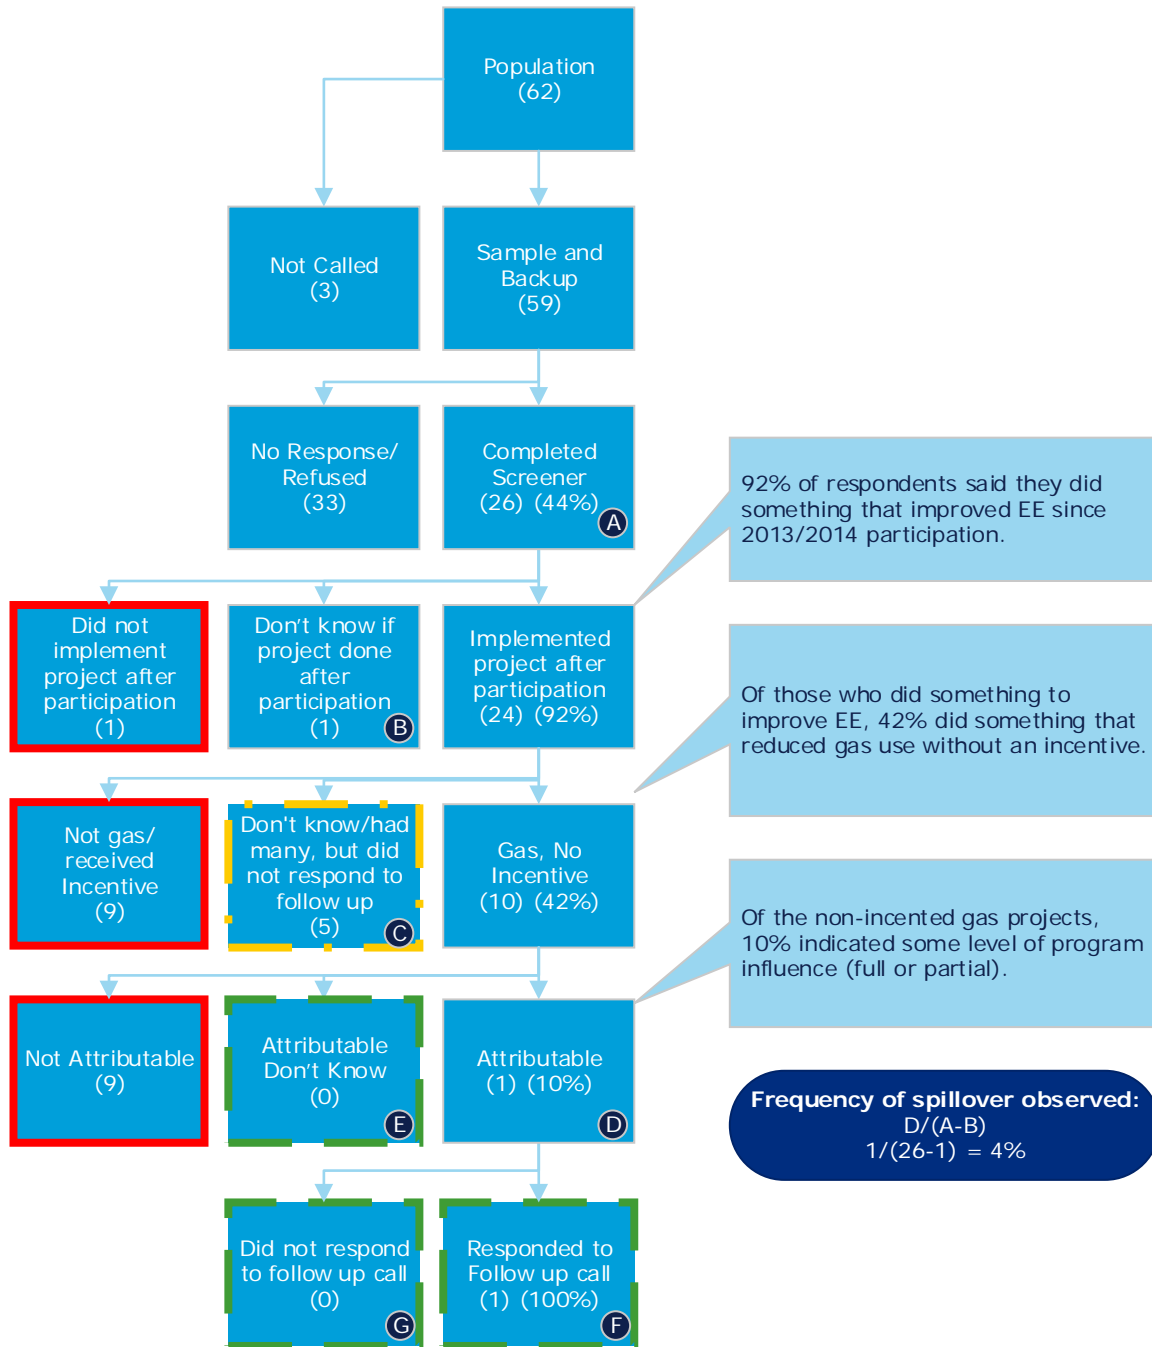 Population
(62)
Not Called
(3)
Sample and
Backup
(59)
No Response/
Refused
(33)
Completed
Screener
(26) (44%)
A
92% of respondents said they did
something that improved EE since
2013/2014 participation.
Did not
implement
project after
participation
(1)
Don’t know if
project done
after
participation
(1)
B
Implemented
project after
participation
(24) (92%)
Of those who did something to
improve EE, 42% did something that
reduced gas use without an incentive.
Not gas/
received
Incentive
(9)
Don't know/had
many, but did
not respond to
follow up
(5)
C
Gas, No
Incentive
(10) (42%)
Of the non-incented gas projects,
10% indicated some level of program
influence (full or partial).
Not Attributable
(9)
Attributable
Don’t Know
(0)
E
Attributable
(1) (10%)
D
Frequency of spillover observed:
D/(A-B)
1/(26-1) = 4%
Did not respond
to follow up call
(0)
G
Responded to
Follow up call
(1) (100%)
F